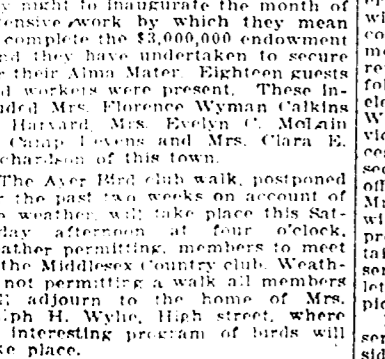 y night to inaugurate the month of
ensive work by which they mean
complete the $3,000,000 endowment
nd they have undertaken to secure
r their Alma Mater. Eighteen guests
d workers were present. These in-
uded Mrs. Florence Wyman Calkins
Harvard, Mrs. Evelyn C. McLain
Camp Devens and Mrs. Clara E.
chardson of this town.
The Ayer Bird club walk, postponed
r the past two weeks on account of
e weather, will take place this Sat-
day afternoon at four o'clock,
ather permitting, members to meet
the Middlesex Country club. Weath-
not permitting a walk all members
ll adjourn to the home of Mrs.
lph H. Wylie, High street, where
interesting program of birds will
ke place.